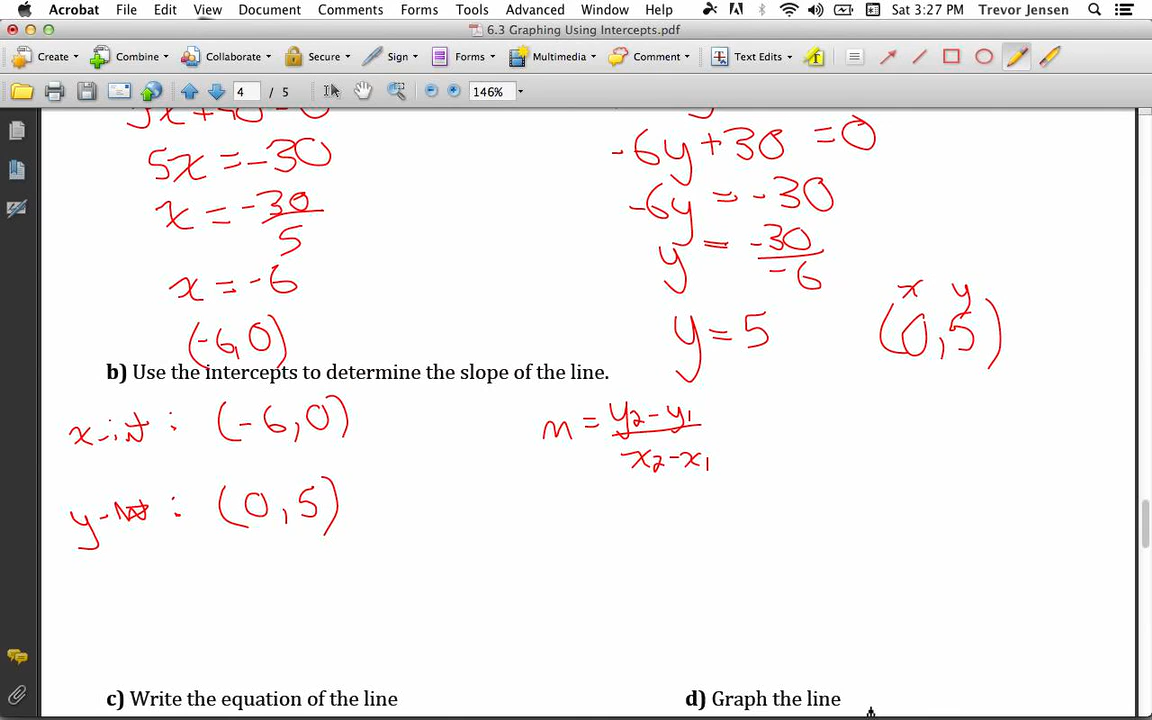 Acrobat File Edit View Document Comments Forms Tools Advanced Window Help Sat 3:27 PM Trevor Jensen
6.3 Graphing Using Intercepts.pdf
Create Combine Collaborate Secure Sign Forms Multimedia Comment Text Edits T
4 / 5 146%
5x = -30
x = -30/5
x = -6
(-6,0)
-6y + 30 = 0
-6y = -30
y = -30/-6
y = 5
x y
(0,5)
b) Use the intercepts to determine the slope of the line.
x-int : (-6,0)
y-int : (0,5)
m = y₂-y₁/x₂-x₁
c) Write the equation of the line
d) Graph the line